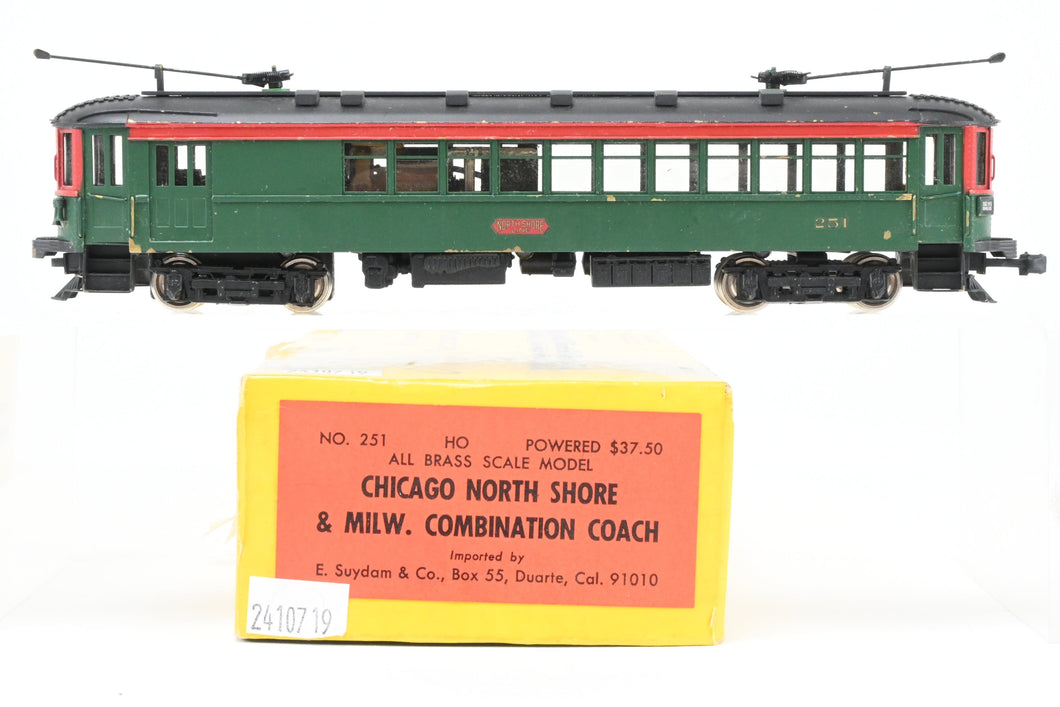 NORTH SHORE
LINE
251
NO. 251 HO POWERED $37.50
ALL BRASS SCALE MODEL
CHICAGO NORTH SHORE
& MILW. COMBINATION COACH
Imported by
E. Suydam & Co., Box 55, Duarte, Cal. 91010
2410719